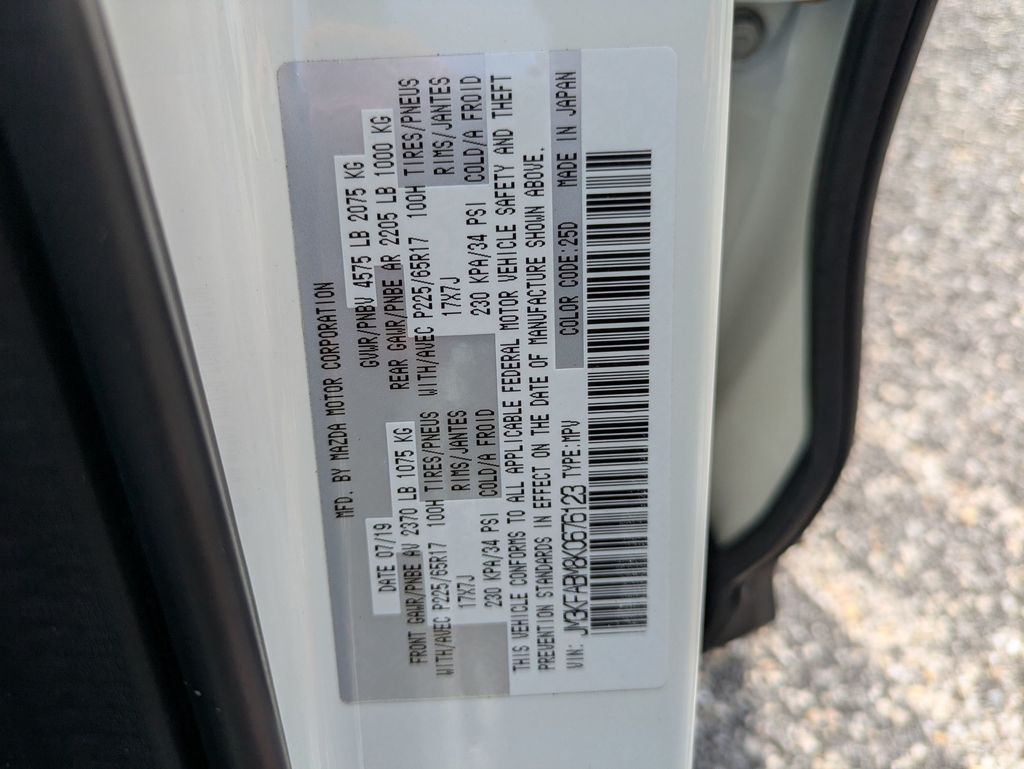 MFD. BY MAZDA MOTOR CORPORATION
DATE 07/19
GVWR/PNBV 4575 LB 2075 KG
FRONT GAWR/PNBE AV 2370 LB 1075 KG
REAR GAWR/PNBE AR 2205 LB 1000 KG
WITH/AVEC P225/65R17 100H TIRES/PNEUS
WITH/AVEC P225/65R17 100H TIRES/PNEUS
17X7J RIMS/JANTES
17X7J RIMS/JANTES
230 KPA/34 PSI COLD/A FROID
230 KPA/34 PSI COLD/A FROID
THIS VEHICLE CONFORMS TO ALL APPLICABLE FEDERAL MOTOR VEHICLE SAFETY AND THEFT
PREVENTION STANDARDS IN EFFECT ON THE DATE OF MANUFACTURE SHOWN ABOVE.
VIN: JM3KFABM8K0676123 TYPE:MPV COLOR CODE:25D MADE IN JAPAN